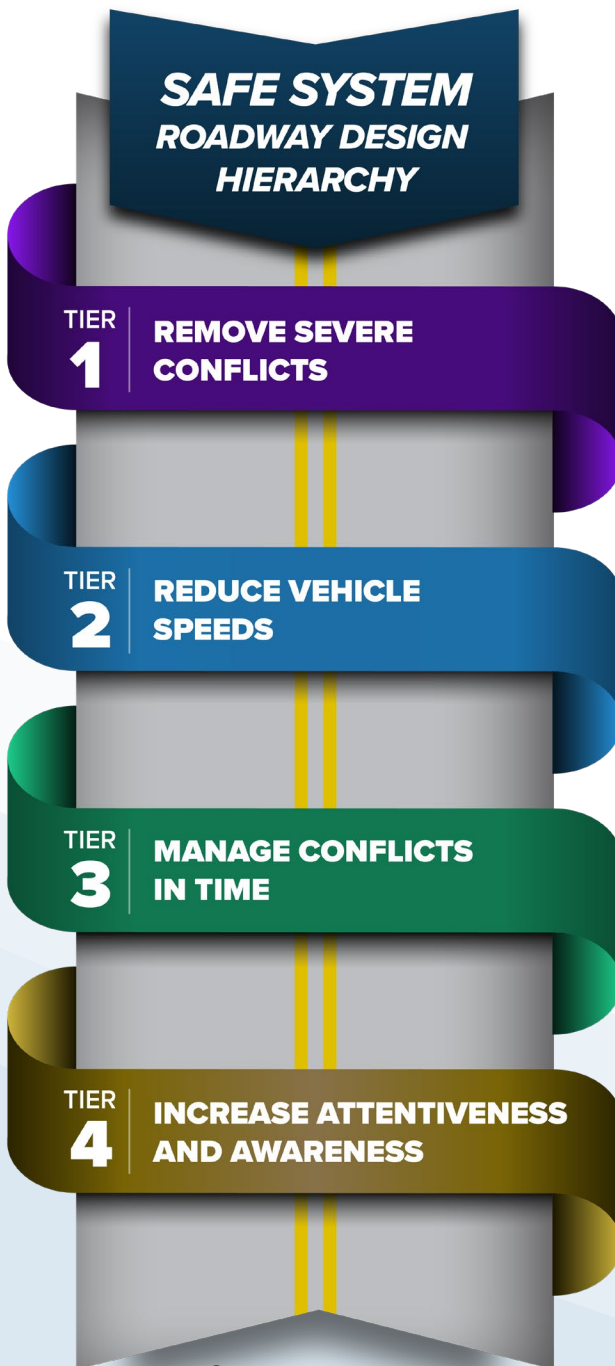 SAFE SYSTEM
ROADWAY DESIGN
HIERARCHY
TIER
1
REMOVE SEVERE
CONFLICTS
TIER
2
REDUCE VEHICLE
SPEEDS
TIER
3
MANAGE CONFLICTS
IN TIME
TIER
4
INCREASE ATTENTIVENESS
AND AWARENESS